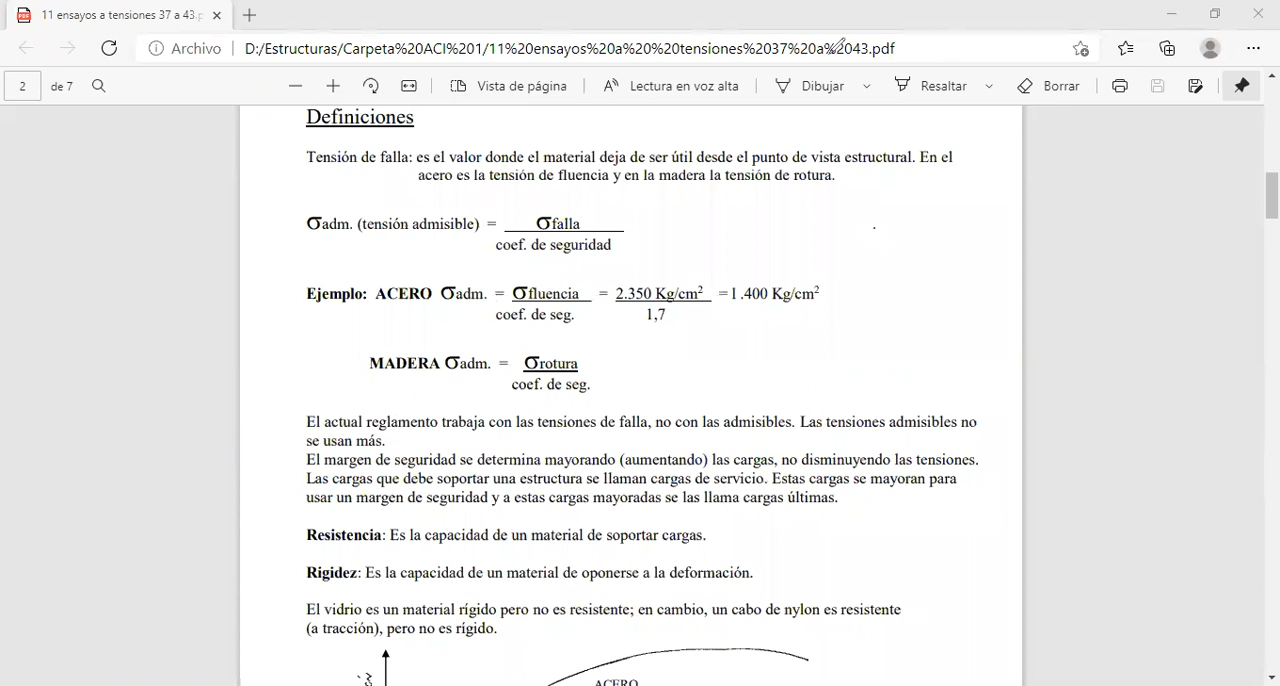 11 ensayos a tensiones 37 a 43.p
Archivo D:/Estructuras/Carpeta%20ACI%201/11%20ensayos%20a%20%20tensiones%2037%20a%2043.pdf
2 de 7 Vista de página Lectura en voz alta Dibujar Resaltar Borrar
Definiciones
Tensión de falla: es el valor donde el material deja de ser útil desde el punto de vista estructural. En el
acero es la tensión de fluencia y en la madera la tensión de rotura.
σadm. (tensión admisible) = σfalla
coef. de seguridad
Ejemplo: ACERO σadm. = σfluencia = 2.350 Kg/cm² = 1.400 Kg/cm²
coef. de seg. 1,7
MADERA σadm. = σrotura
coef. de seg.
El actual reglamento trabaja con las tensiones de falla, no con las admisibles. Las tensiones admisibles no
se usan más.
El margen de seguridad se determina mayorando (aumentando) las cargas, no disminuyendo las tensiones.
Las cargas que debe soportar una estructura se llaman cargas de servicio. Estas cargas se mayoran para
usar un margen de seguridad y a estas cargas mayoradas se las llama cargas últimas.
Resistencia: Es la capacidad de un material de soportar cargas.
Rigidez: Es la capacidad de un material de oponerse a la deformación.
El vidrio es un material rígido pero no es resistente; en cambio, un cabo de nylon es resistente
(a tracción), pero no es rígido.
ACERO